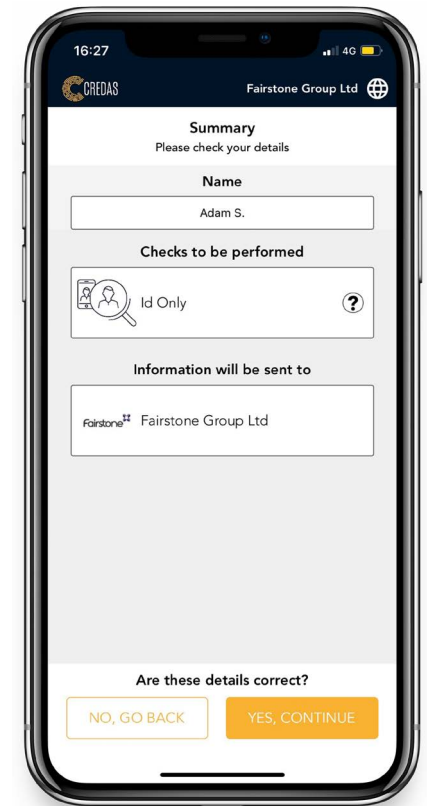 16:27
4G
CREDAS
Fairstone Group Ltd
Summary
Please check your details
Name
Adam S.
Checks to be performed
Id Only
?
Information will be sent to
Fairstone
Fairstone Group Ltd
Are these details correct?
NO, GO BACK
YES, CONTINUE